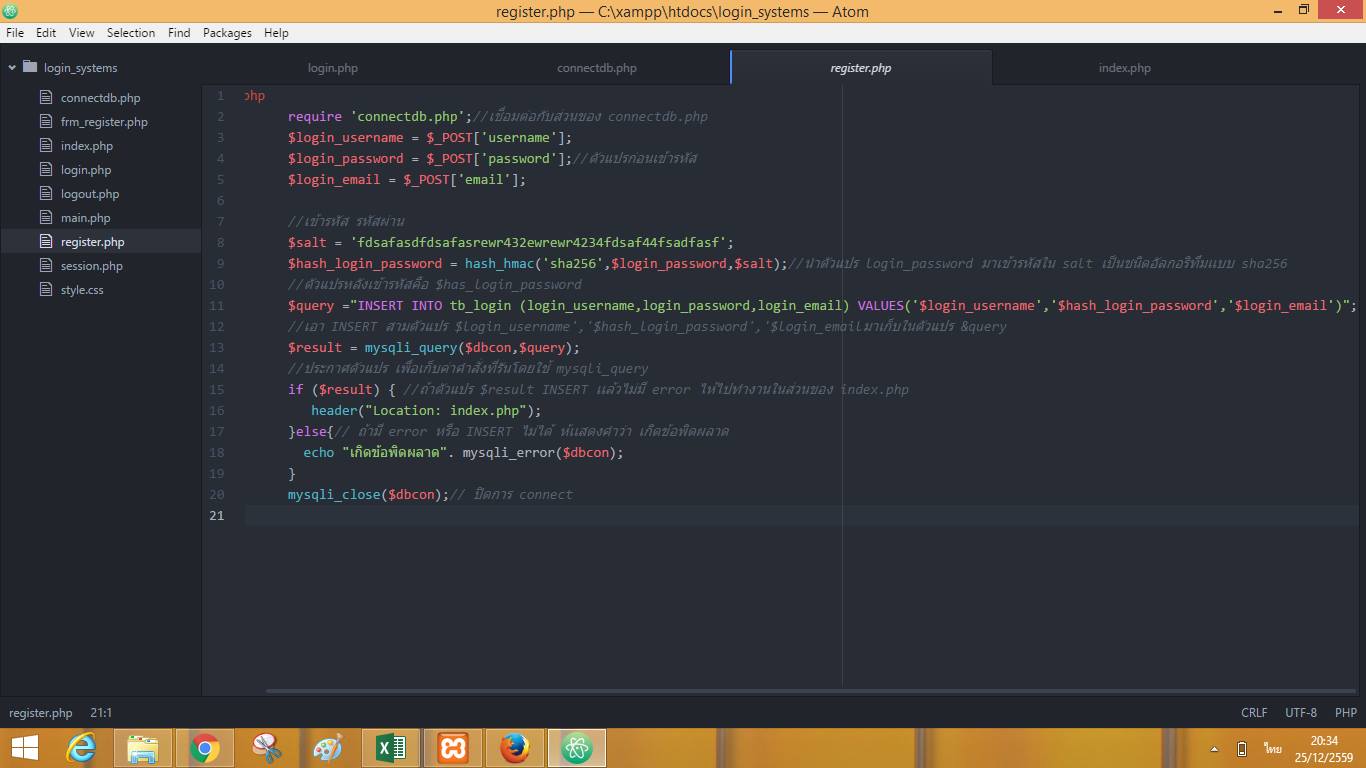 register.php — C:\xampp\htdocs\login_systems — Atom
File Edit View Selection Find Packages Help
login_systems
connectdb.php
frm_register.php
index.php
login.php
logout.php
main.php
register.php
session.php
style.css
login.php connectdb.php register.php index.php
1 php
2 require 'connectdb.php';//เชื่อมต่อกับส่วนของ connectdb.php
3 $login_username = $_POST['username'];
4 $login_password = $_POST['password'];//ตัวแปรก่อนเข้ารหัส
5 $login_email = $_POST['email'];
6
7 //เข้ารหัส รหัสผ่าน
8 $salt = 'fdsafasdfdsafasrewr432ewrewr4234fdsaf44fsadfasf';
9 $hash_login_password = hash_hmac('sha256',$login_password,$salt);//นำตัวแปร login_password มาเข้ารหัสใน salt เป็นชนิดอัลกอริทึ่มแบบ sha256
10 //ตัวแปรหลังเข้ารหัสคือ $has_login_password
11 $query ="INSERT INTO tb_login (login_username,login_password,login_email) VALUES('$login_username','$hash_login_password','$login_email')";
12 //เอา INSERT สามตัวแปร $login_username','$hash_login_password','$login_emailมาเก็บในตัวแปร &query
13 $result = mysqli_query($dbcon,$query);
14 //ประกาศตัวแปร เพื่อเก็บค่าคำสั่งที่รันโดยใช้ mysqli_query
15 if ($result) { //ถ้าตัวแปร $result INSERT แล้วไม่มี error ให้ไปทำงานในส่วนของ index.php
16 header("Location: index.php");
17 }else{// ถ้ามี error หรือ INSERT ไม่ได้ ห้แสดงคำว่า เกิดข้อพิดผลาด
18 echo "เกิดข้อพิดผลาด". mysqli_error($dbcon);
19 }
20 mysqli_close($dbcon);// ปิดการ connect
21
register.php 21:1 CRLF UTF-8 PHP
ไทย
20:34
25/12/2559